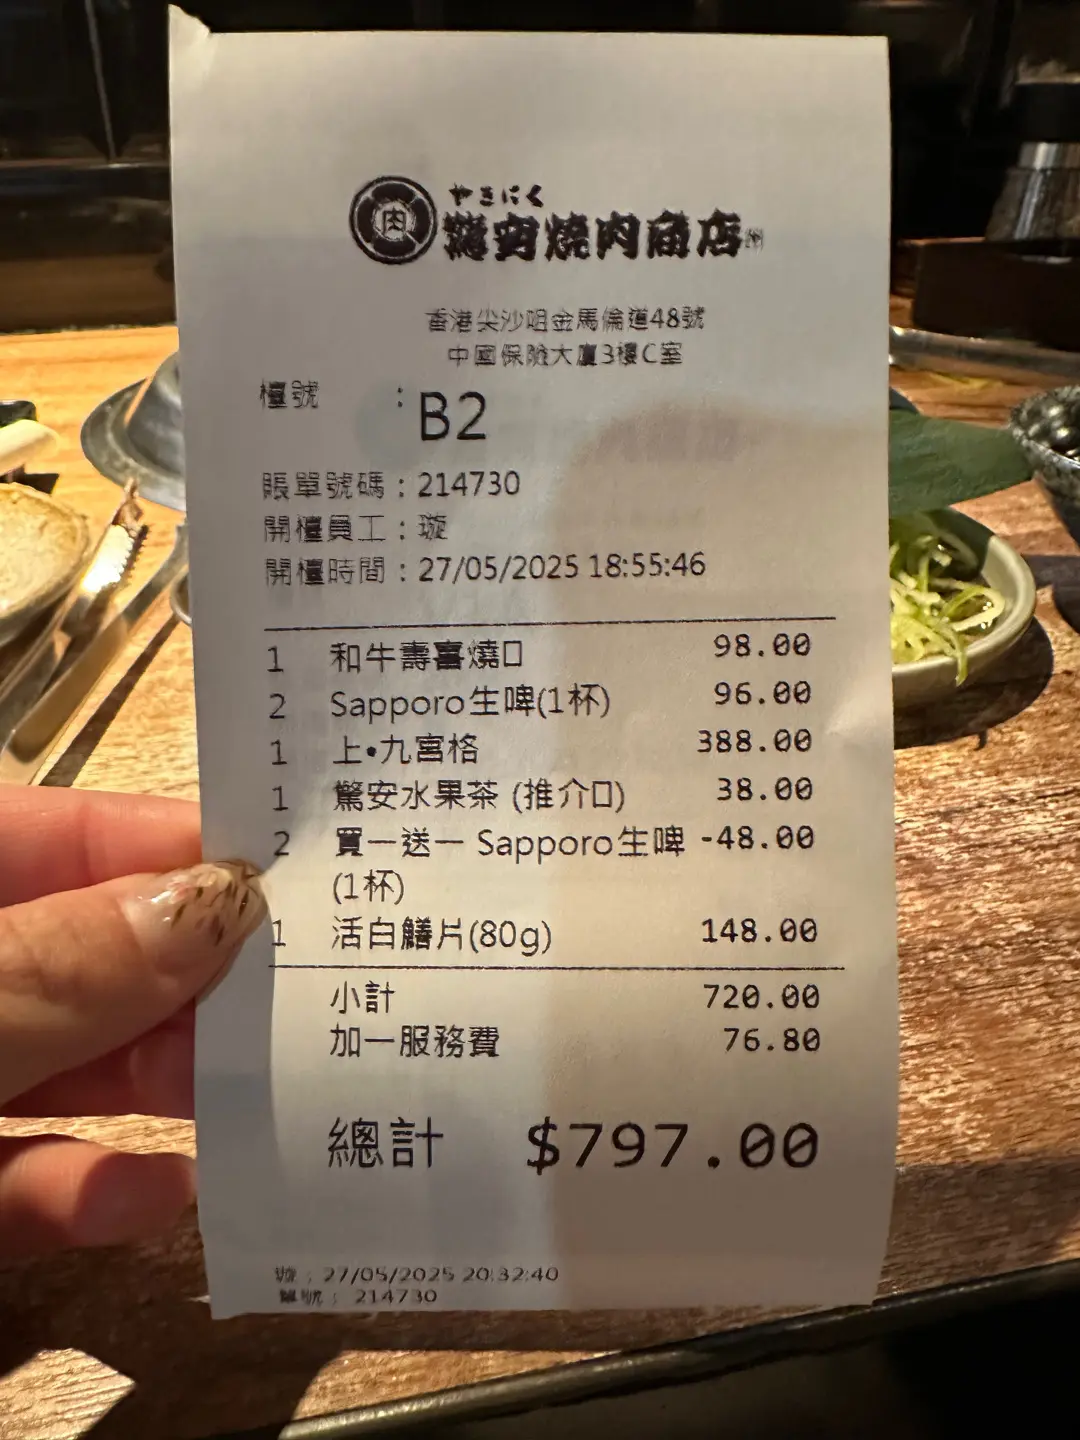 肉
やきにく
驚安燒肉商店
香港尖沙咀金馬倫道48號
中國保險大廈3樓C室
檯號 : B2
賬單號碼 : 214730
開檯員工 : 璇
開檯時間 : 27/05/2025 18:55:46
1 和牛壽喜燒口 98.00
2 Sapporo生啤(1杯) 96.00
1 上•九宮格 388.00
1 驚安水果茶 (推介口) 38.00
2 買一送一 Sapporo生啤 -48.00
(1杯)
1 活白鱔片(80g) 148.00
小計 720.00
加一服務費 76.80
總計 $797.00
號 : 27/05/2025 20:32:40
單號 : 214730